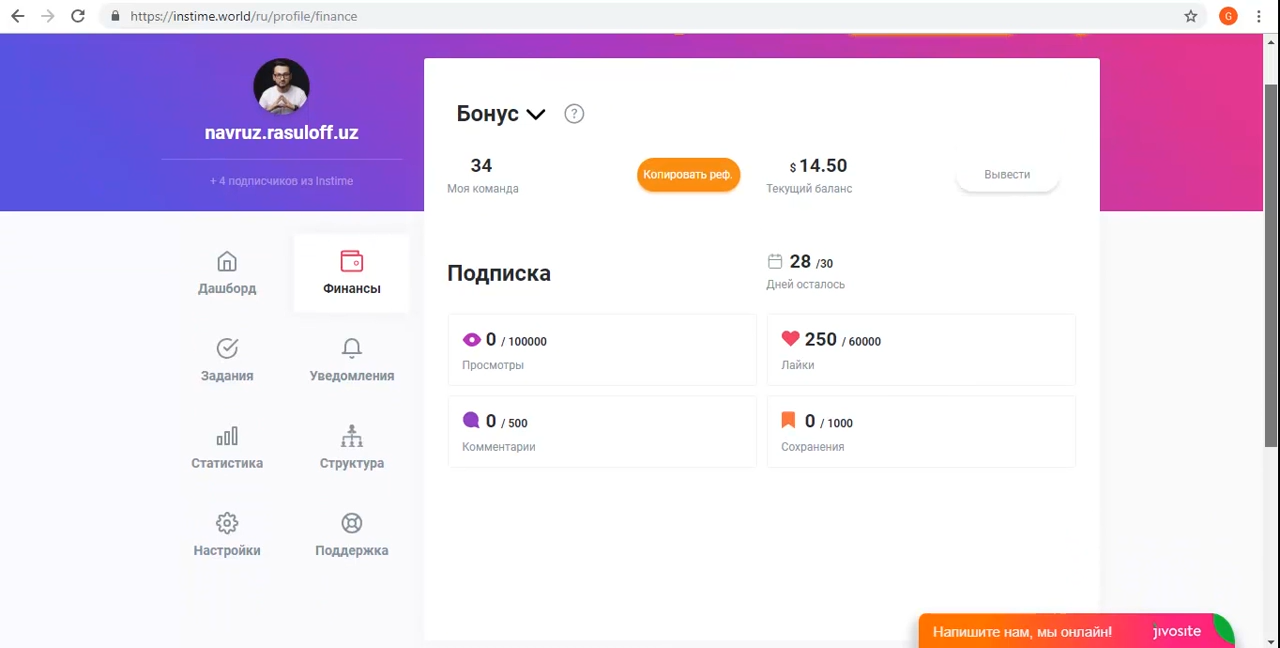 https://instime.world/ru/profile/finance
G
navruz.rasuloff.uz
+ 4 подписчиков из Instime
Дашборд
Финансы
Задания
Уведомления
Статистика
Структура
Настройки
Поддержка
Бонус ?
34
Моя команда
Копировать реф.
$ 14.50
Текущий баланс
Вывести
Подписка
28 /30
Дней осталось
0 / 100000
Просмотры
250 / 60000
Лайки
0 / 500
Комментарии
0 / 1000
Сохранения
Напишите нам, мы онлайн! jivosite